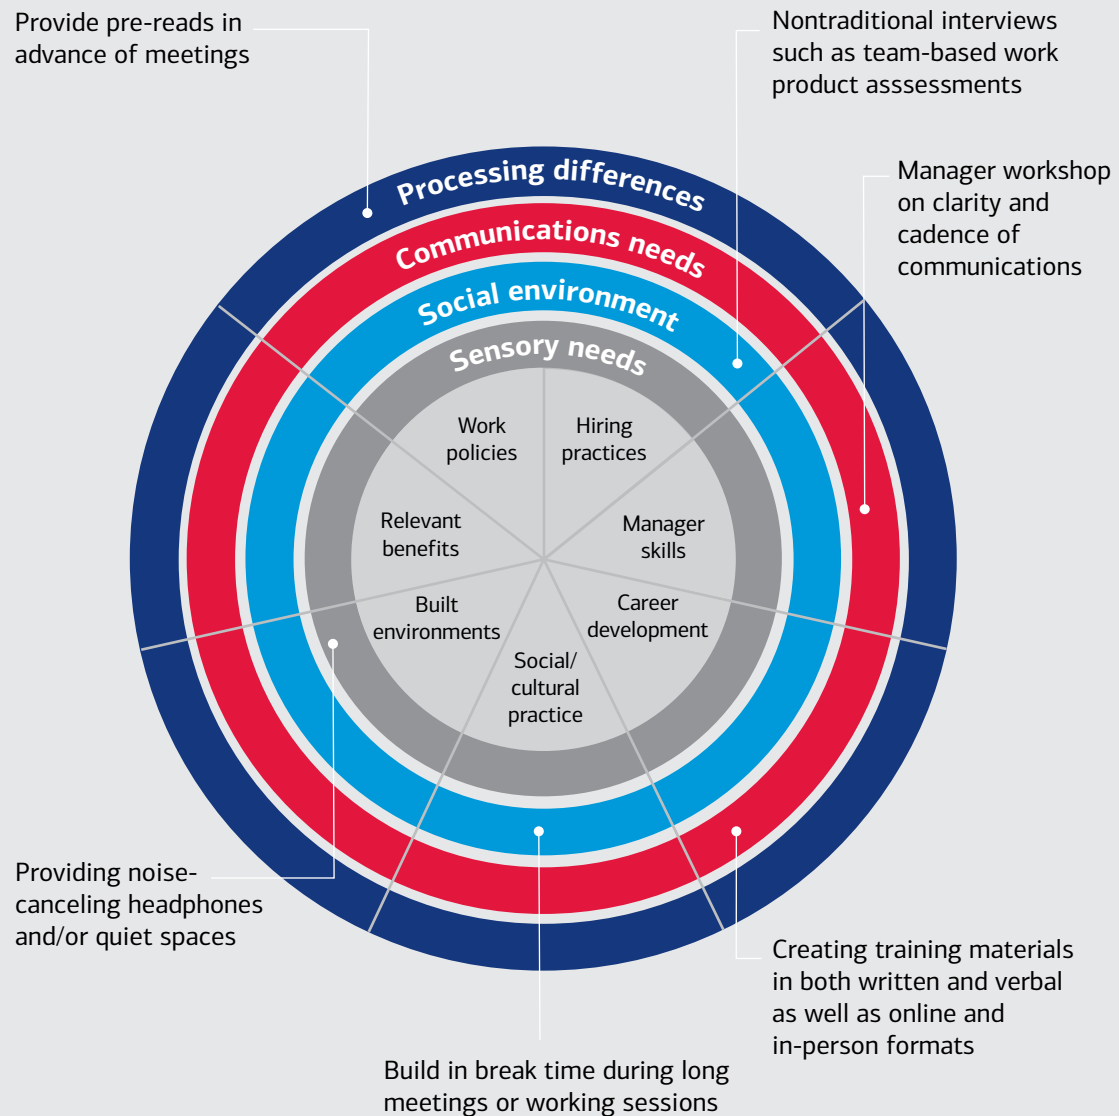 Provide pre-reads in
advance of meetings
Nontraditional interviews
such as team-based work
product asssessments
Manager workshop
on clarity and
cadence of
communications
Processing differences
Communications needs
Social environment
Sensory needs
Work
policies
Hiring
practices
Relevant
benefits
Manager
skills
Built
environments
Career
development
Social/
cultural
practice
Providing noise-
canceling headphones
and/or quiet spaces
Creating training materials
in both written and verbal
as well as online and
in-person formats
Build in break time during long
meetings or working sessions